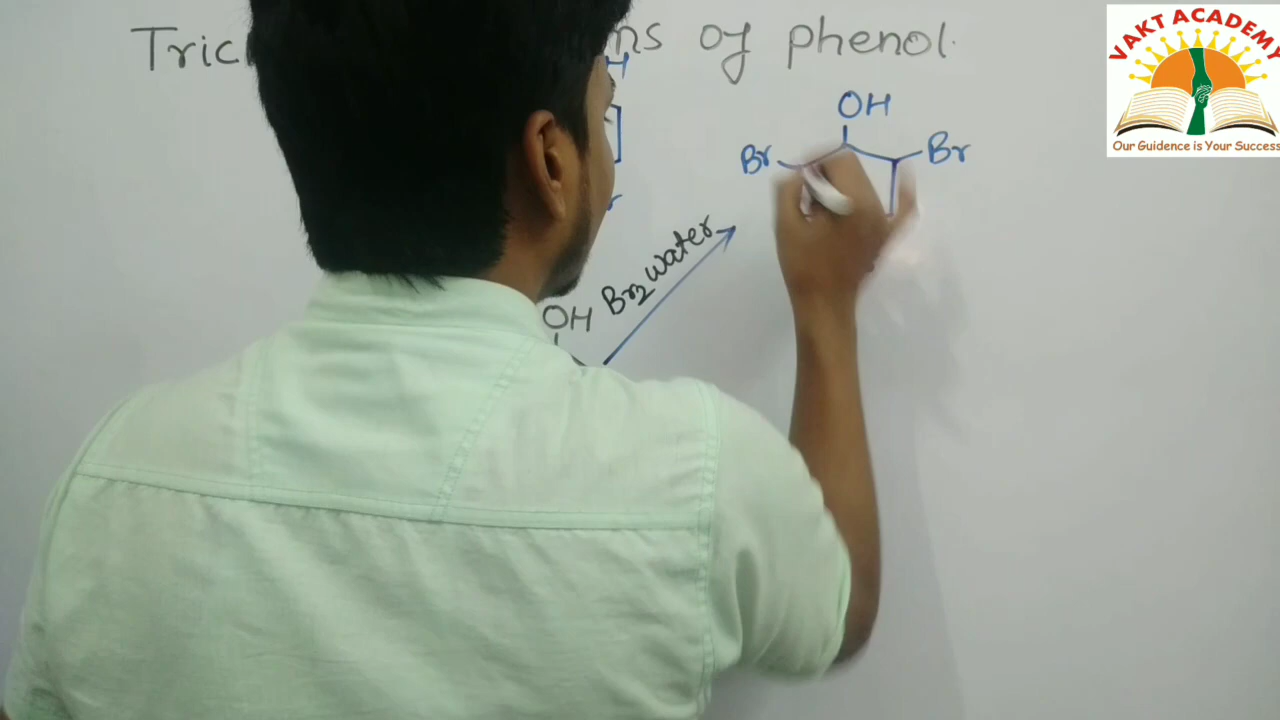 Tric ns of phenol.
H
OH
Br Br
r
Br2 water
OH
VAKT ACADEMY
Our Guidence is Your Success